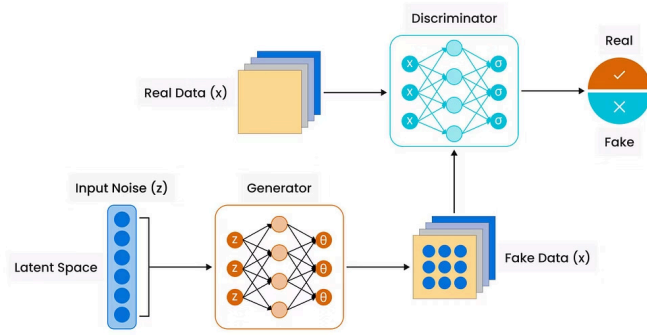 Discriminator
Real
Real Data (x)
x
x
x
σ
σ
σ
Fake
Input Noise (z)
Generator
Latent Space
z
z
z
θ
θ
θ
Fake Data (x)